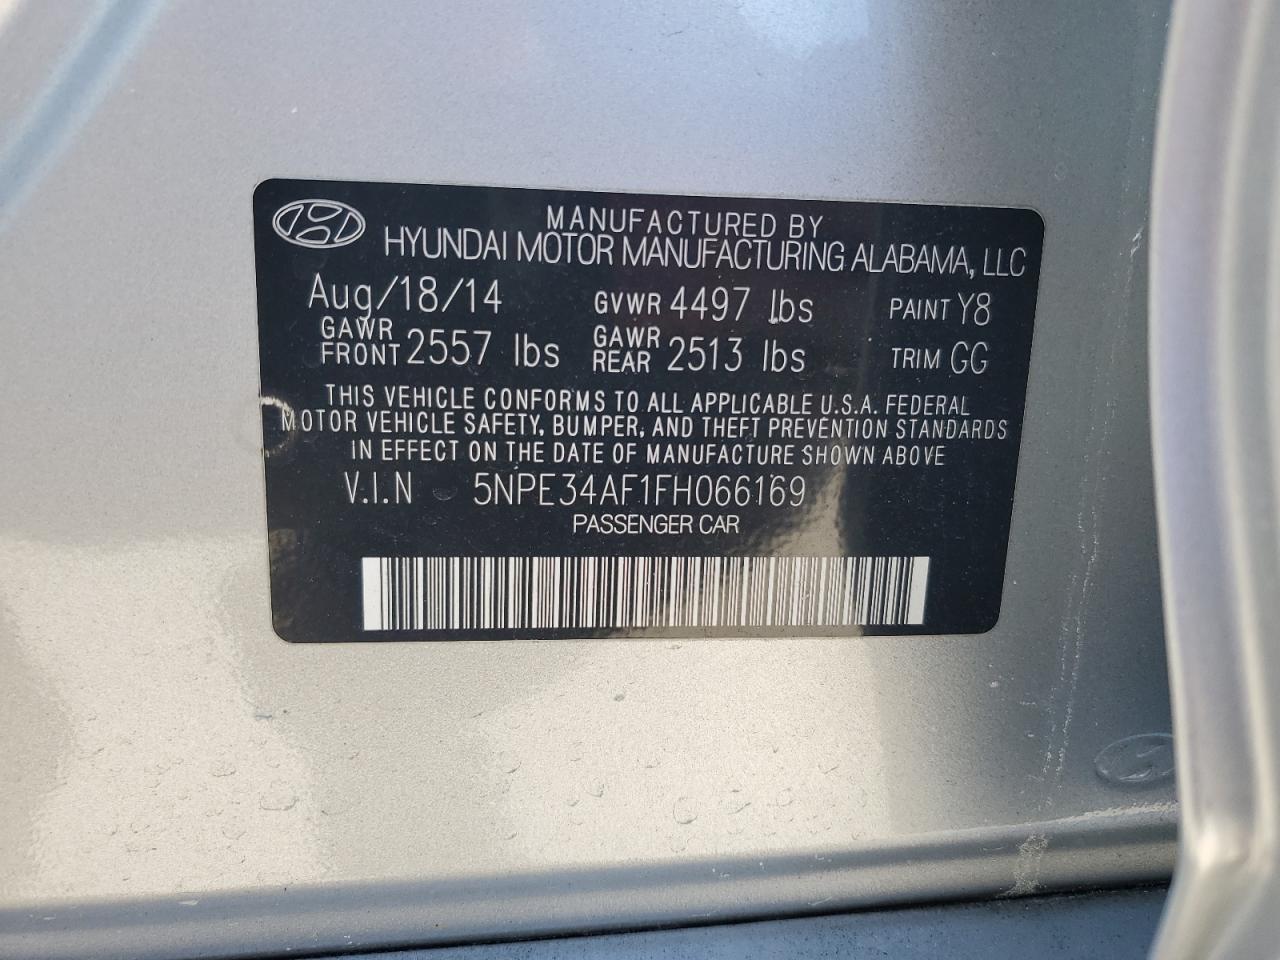 MANUFACTURED BY
HYUNDAI MOTOR MANUFACTURING ALABAMA, LLC
Aug/18/14 GVWR 4497 lbs PAINT Y8
GAWR FRONT 2557 lbs GAWR REAR 2513 lbs TRIM GG
THIS VEHICLE CONFORMS TO ALL APPLICABLE U.S.A. FEDERAL
MOTOR VEHICLE SAFETY, BUMPER, AND THEFT PREVENTION STANDARDS
IN EFFECT ON THE DATE OF MANUFACTURE SHOWN ABOVE
V.I.N 5NPE34AF1FH066169
PASSENGER CAR